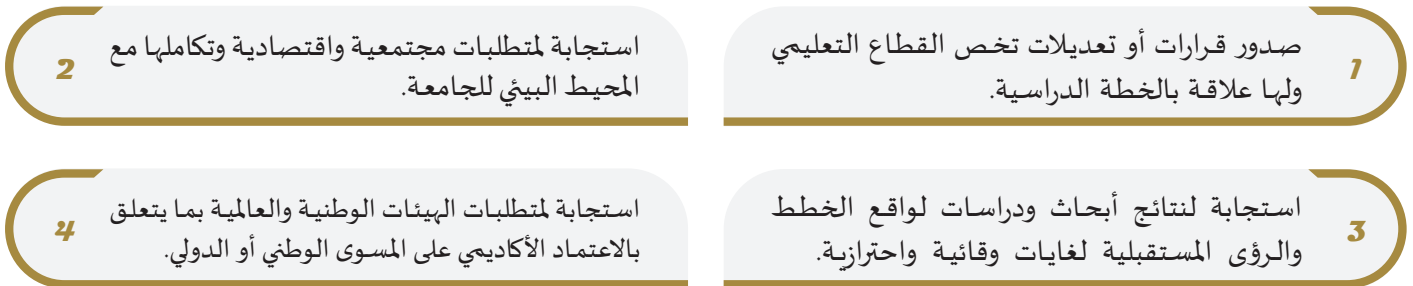 1
صدور قرارات أو تعديلات تخص القطاع التعليمي
ولها علاقة بالخطة الدراسية.
2
استجابة لمتطلبات مجتمعية واقتصادية وتكاملها مع
المحيط البيئي للجامعة.
3
استجابة لنتائج أبحاث ودراسات لواقع الخطط
والرؤى المستقبلية لغايات وقائية واحترازية.
4
استجابة لمتطلبات الهيئات الوطنية والعالمية بما يتعلق
بالاعتماد الأكاديمي على المسوى الوطني أو الدولي.